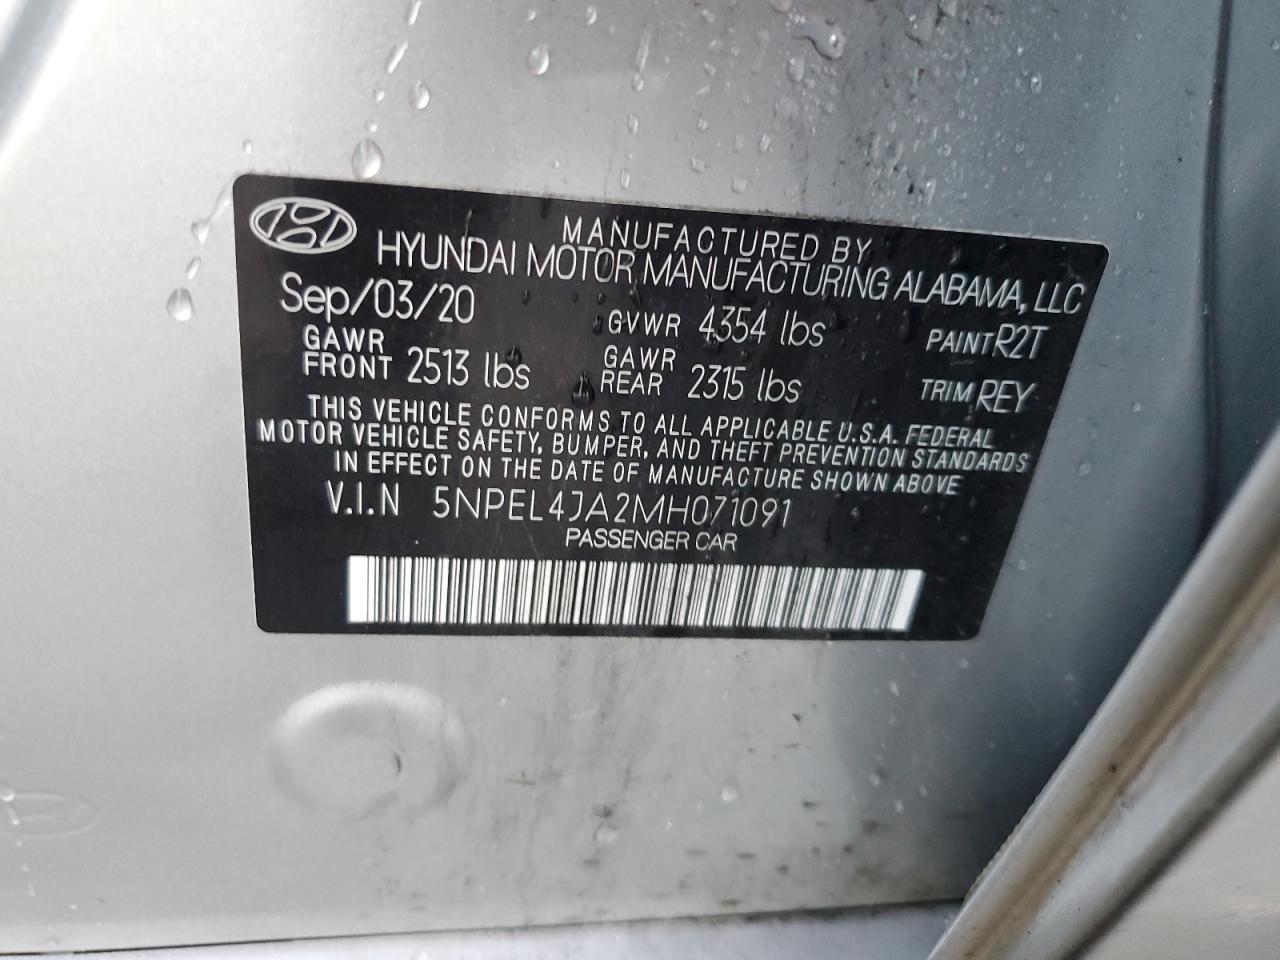 MANUFACTURED BY
HYUNDAI MOTOR MANUFACTURING ALABAMA, LLC
Sep/03/20 GVWR 4354 lbs PAINT R2T
GAWR FRONT 2513 lbs GAWR REAR 2315 lbs TRIM REY
THIS VEHICLE CONFORMS TO ALL APPLICABLE U.S.A. FEDERAL
MOTOR VEHICLE SAFETY, BUMPER, AND THEFT PREVENTION STANDARDS
IN EFFECT ON THE DATE OF MANUFACTURE SHOWN ABOVE
V.I.N 5NPEL4JA2MH071091
PASSENGER CAR